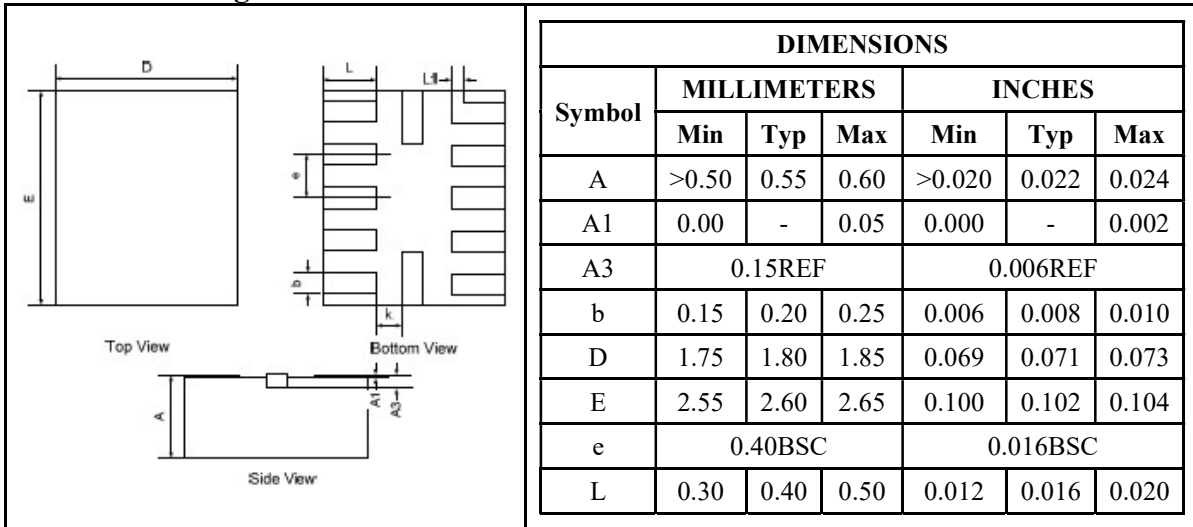 D
E
Top View
L
L1
e
b
k
Bottom View
A
A1
A3
Side View
DIMENSIONS
Symbol MILLIMETERS INCHES
Min Typ Max Min Typ Max
A >0.50 0.55 0.60 >0.020 0.022 0.024
A1 0.00 - 0.05 0.000 - 0.002
A3 0.15REF 0.006REF
b 0.15 0.20 0.25 0.006 0.008 0.010
D 1.75 1.80 1.85 0.069 0.071 0.073
E 2.55 2.60 2.65 0.100 0.102 0.104
e 0.40BSC 0.016BSC
L 0.30 0.40 0.50 0.012 0.016 0.020